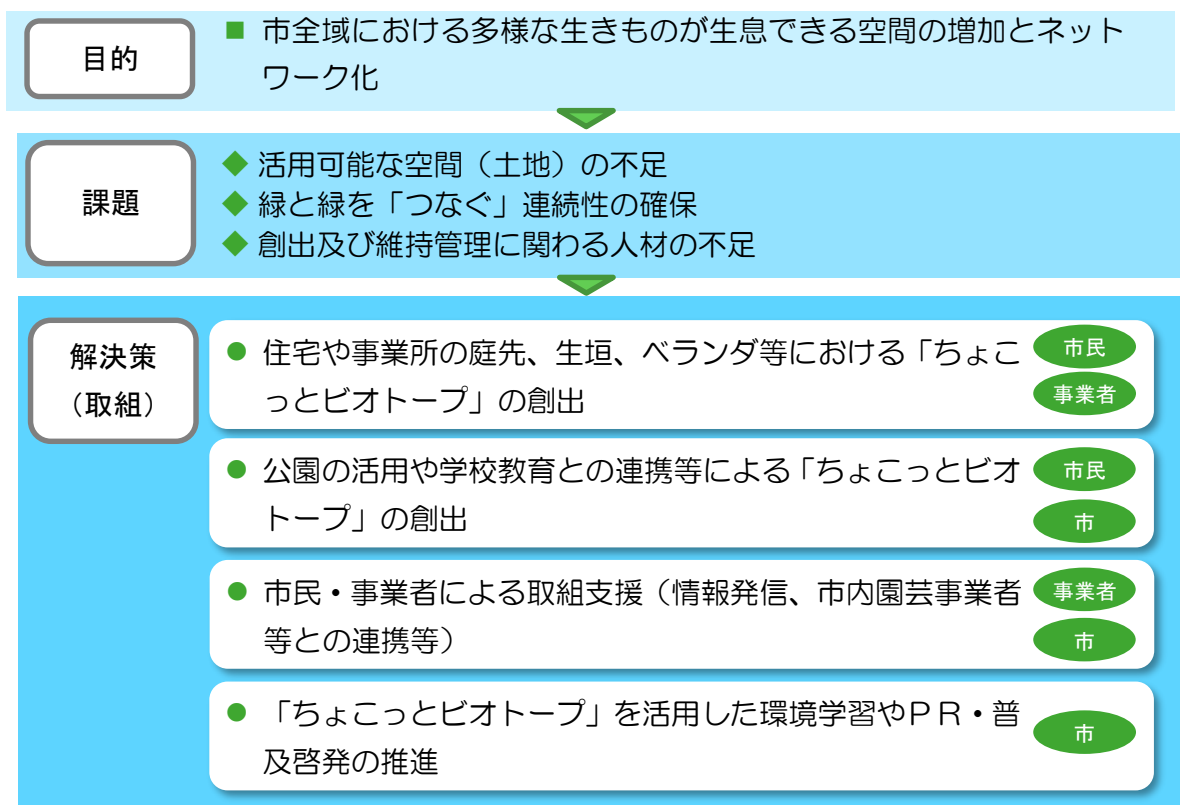 目的
■ 市全域における多様な生きものが生息できる空間の増加とネット
ワーク化
課題
◆ 活用可能な空間（土地）の不足
◆ 緑と緑を「つなぐ」連続性の確保
◆ 創出及び維持管理に関わる人材の不足
解決策
（取組）
● 住宅や事業所の庭先、生垣、ベランダ等における「ちょこ
っとビオトープ」の創出
市民
事業者
● 公園の活用や学校教育との連携等による「ちょこっとビオ
トープ」の創出
市民
市
● 市民・事業者による取組支援（情報発信、市内園芸事業者
等との連携等）
事業者
市
● 「ちょこっとビオトープ」を活用した環境学習やＰＲ・普
及啓発の推進
市